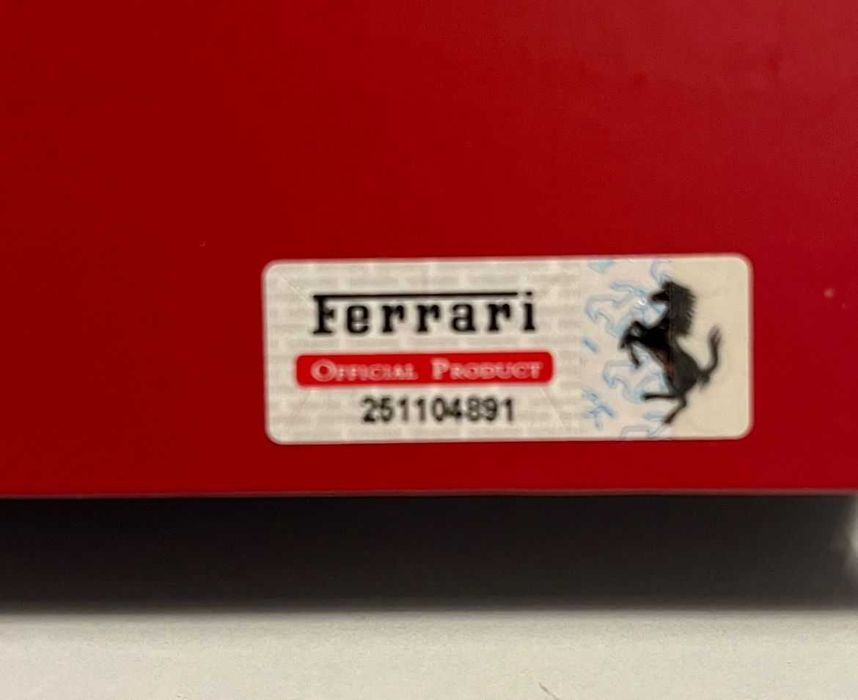 Ferrari
OFFICIAL PRODUCT
251104891